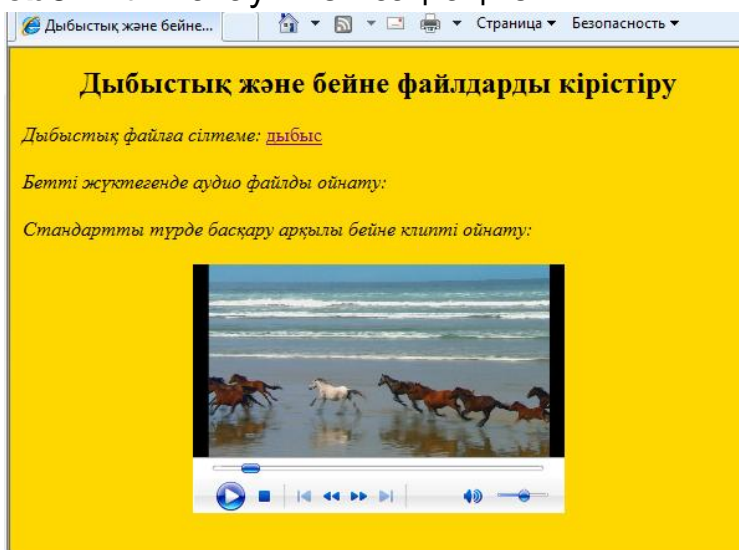 Дыбыстық және бейне...
Страница
Безопасность
Дыбыстық және бейне файлдарды кірістіру
Дыбыстық файлға сілтеме: дыбыс
Бетті жүктегенде аудио файлды ойнату:
Стандартты түрде басқару арқылы бейне клипті ойнату: